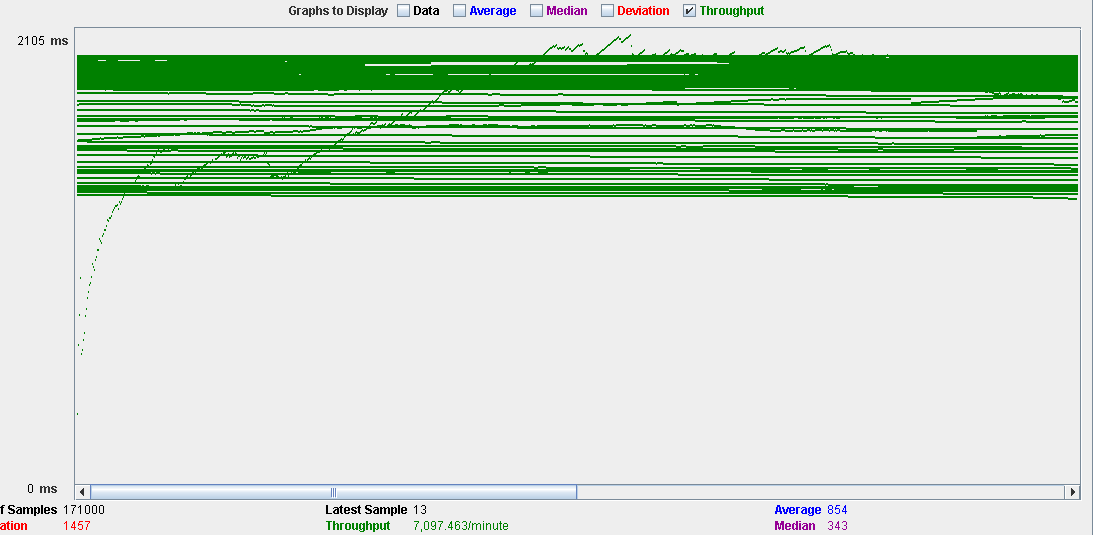 Graphs to Display Data Average Median Deviation Throughput
2105 ms
0 ms
f Samples 171000 Latest Sample 13 Average 854
ation 1457 Throughput 7,097.463/minute Median 343